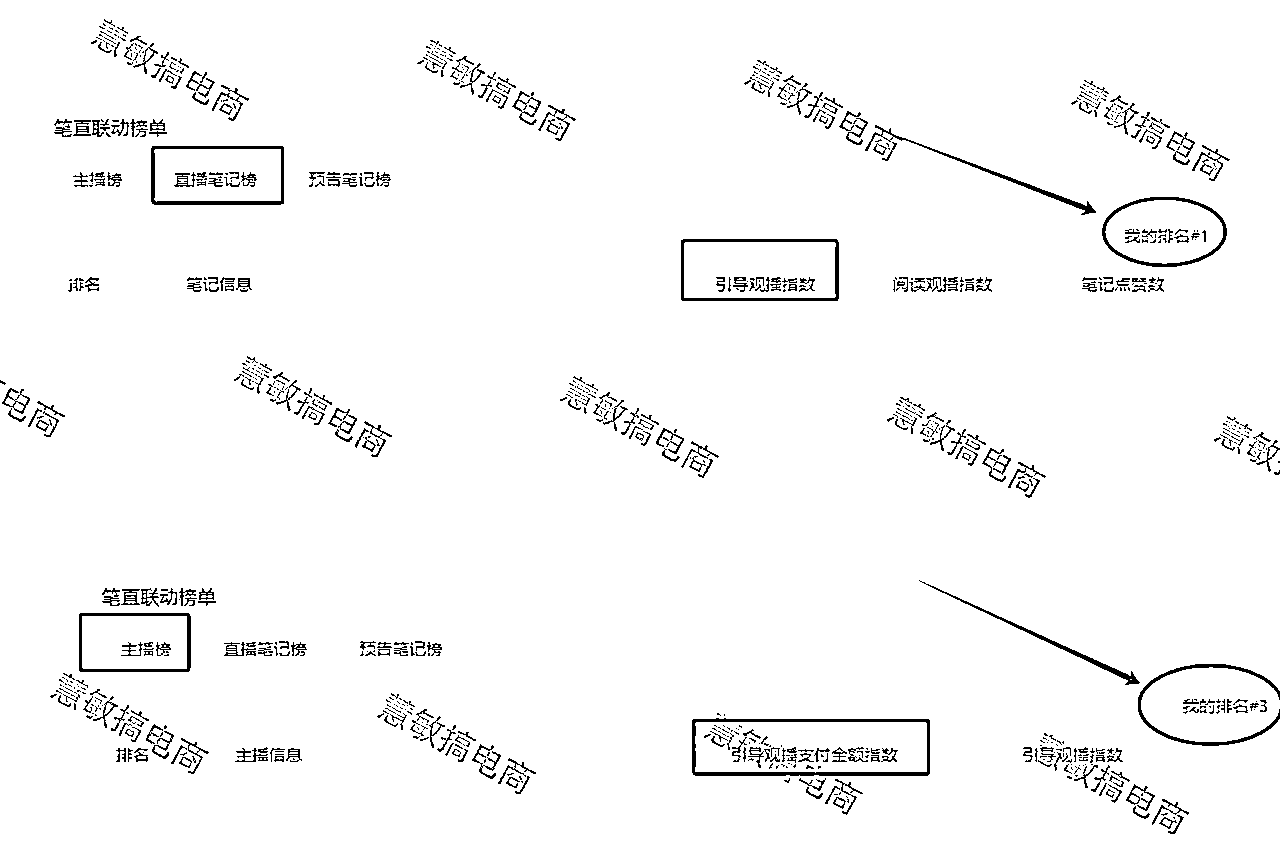 慧敏搞电商
慧敏搞电商
慧敏搞电商
慧敏搞电商
笔直联动榜单
主播榜 直播笔记榜 预告笔记榜
我的排名#1
排名 笔记信息 引导观播指数 阅读观播指数 笔记点赞数
电商
慧敏搞电商
慧敏搞电商
慧敏搞电商
慧敏
笔直联动榜单
主播榜 直播笔记榜 预告笔记榜
慧敏搞电商
慧敏搞电商
我的排名#3
排名 主播信息 引导观播支付金额指数 引导观播指数
慧敏搞电商
慧敏搞电商